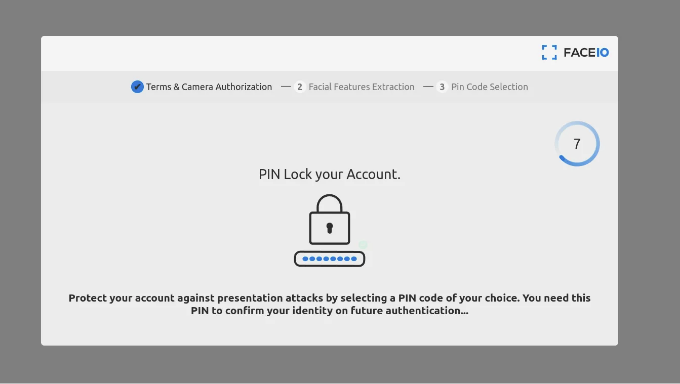 FACEIO
✔ Terms & Camera Authorization — 2 Facial Features Extraction — 3 Pin Code Selection
7
PIN Lock your Account.
Protect your account against presentation attacks by selecting a PIN code of your choice. You need this
PIN to confirm your identity on future authentication...